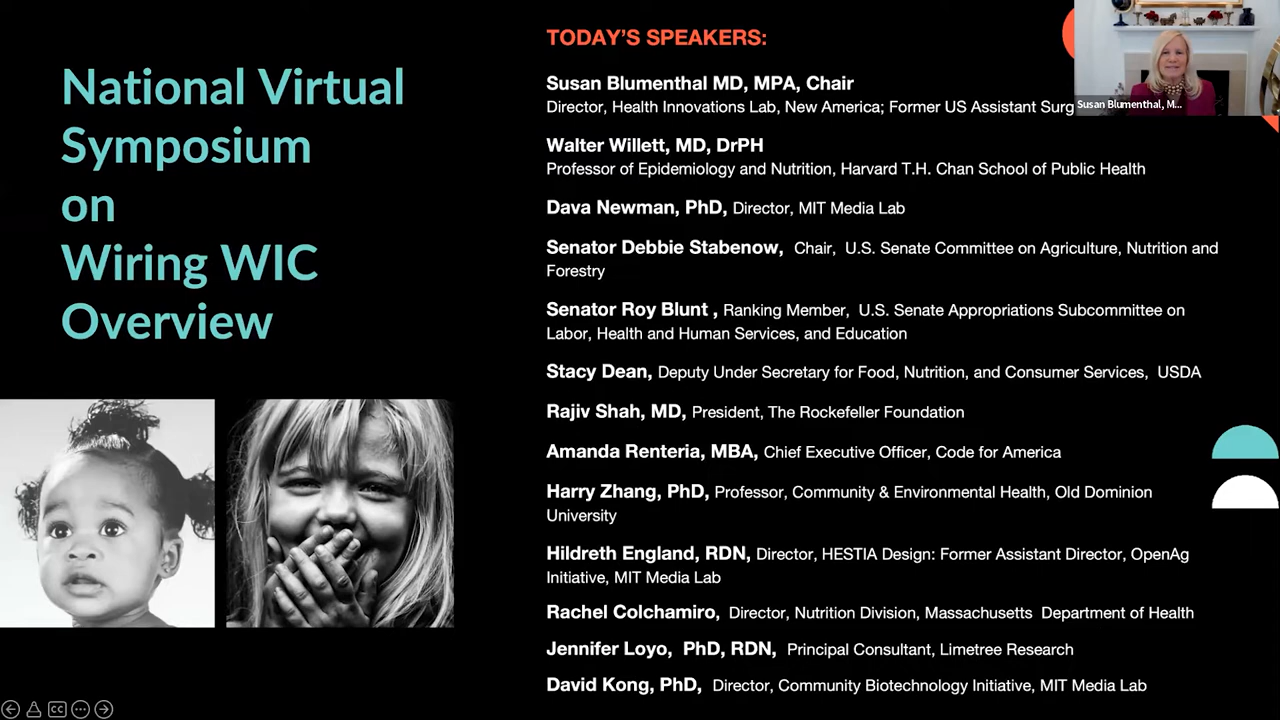 National Virtual
Symposium
on
Wiring WIC
Overview
TODAY'S SPEAKERS:
Susan Blumenthal MD, MPA, Chair
Director, Health Innovations Lab, New America; Former US Assistant Surg
Walter Willett, MD, DrPH
Professor of Epidemiology and Nutrition, Harvard T.H. Chan School of Public Health
Dava Newman, PhD, Director, MIT Media Lab
Senator Debbie Stabenow, Chair, U.S. Senate Committee on Agriculture, Nutrition and
Forestry
Senator Roy Blunt , Ranking Member, U.S. Senate Appropriations Subcommittee on
Labor, Health and Human Services, and Education
Stacy Dean, Deputy Under Secretary for Food, Nutrition, and Consumer Services, USDA
Rajiv Shah, MD, President, The Rockefeller Foundation
Amanda Renteria, MBA, Chief Executive Officer, Code for America
Harry Zhang, PhD, Professor, Community & Environmental Health, Old Dominion
University
Hildreth England, RDN, Director, HESTIA Design: Former Assistant Director, OpenAg
Initiative, MIT Media Lab
Rachel Colchamiro, Director, Nutrition Division, Massachusetts Department of Health
Jennifer Loyo, PhD, RDN, Principal Consultant, Limetree Research
David Kong, PhD, Director, Community Biotechnology Initiative, MIT Media Lab
Susan Blumenthal, M...
CC